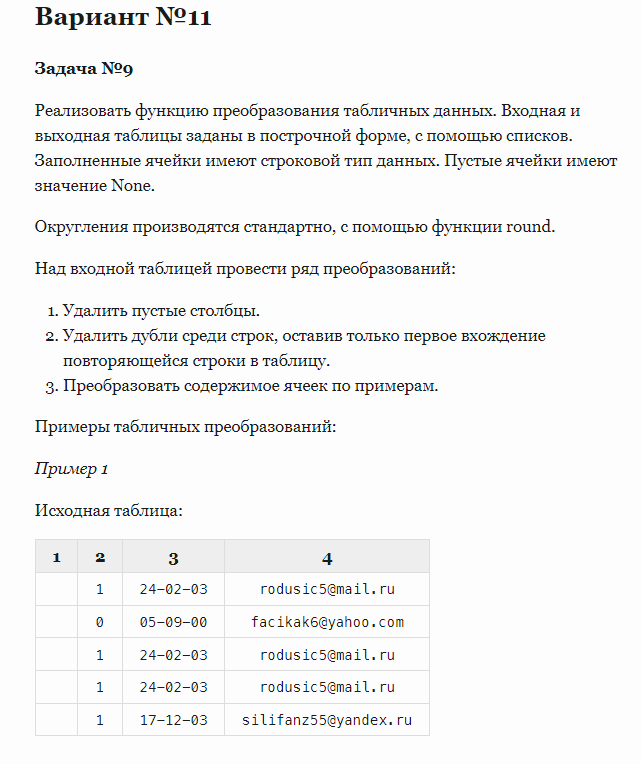 Вариант №11
Задача №9
Реализовать функцию преобразования табличных данных. Входная и
выходная таблицы заданы в построчной форме, с помощью списков.
Заполненные ячейки имеют строковой тип данных. Пустые ячейки имеют
значение None.
Округления производятся стандартно, с помощью функции round.
Над входной таблицей провести ряд преобразований:
1. Удалить пустые столбцы.
2. Удалить дубли среди строк, оставив только первое вхождение
повторяющейся строки в таблицу.
3. Преобразовать содержимое ячеек по примерам.
Примеры табличных преобразований:
Пример 1
Исходная таблица:
1 2 3 4
1 24-02-03 rodusic5@mail.ru
0 05-09-00 facikak6@yahoo.com
1 24-02-03 rodusic5@mail.ru
1 24-02-03 rodusic5@mail.ru
1 17-12-03 silifanz55@yandex.ru